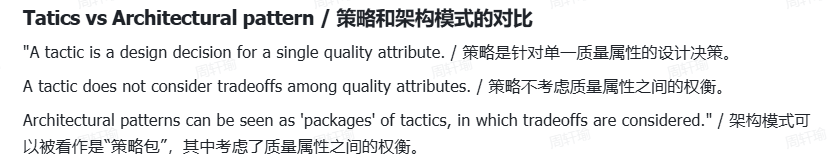 Tatics vs Architectural pattern / 策略和架构模式的对比
"A tactic is a design decision for a single quality attribute. / 策略是针对单一质量属性的设计决策。
A tactic does not consider tradeoffs among quality attributes. / 策略不考虑质量属性之间的权衡。
Architectural patterns can be seen as 'packages' of tactics, in which tradeoffs are considered." / 架构模式可
以被看作是“策略包”，其中考虑了质量属性之间的权衡。